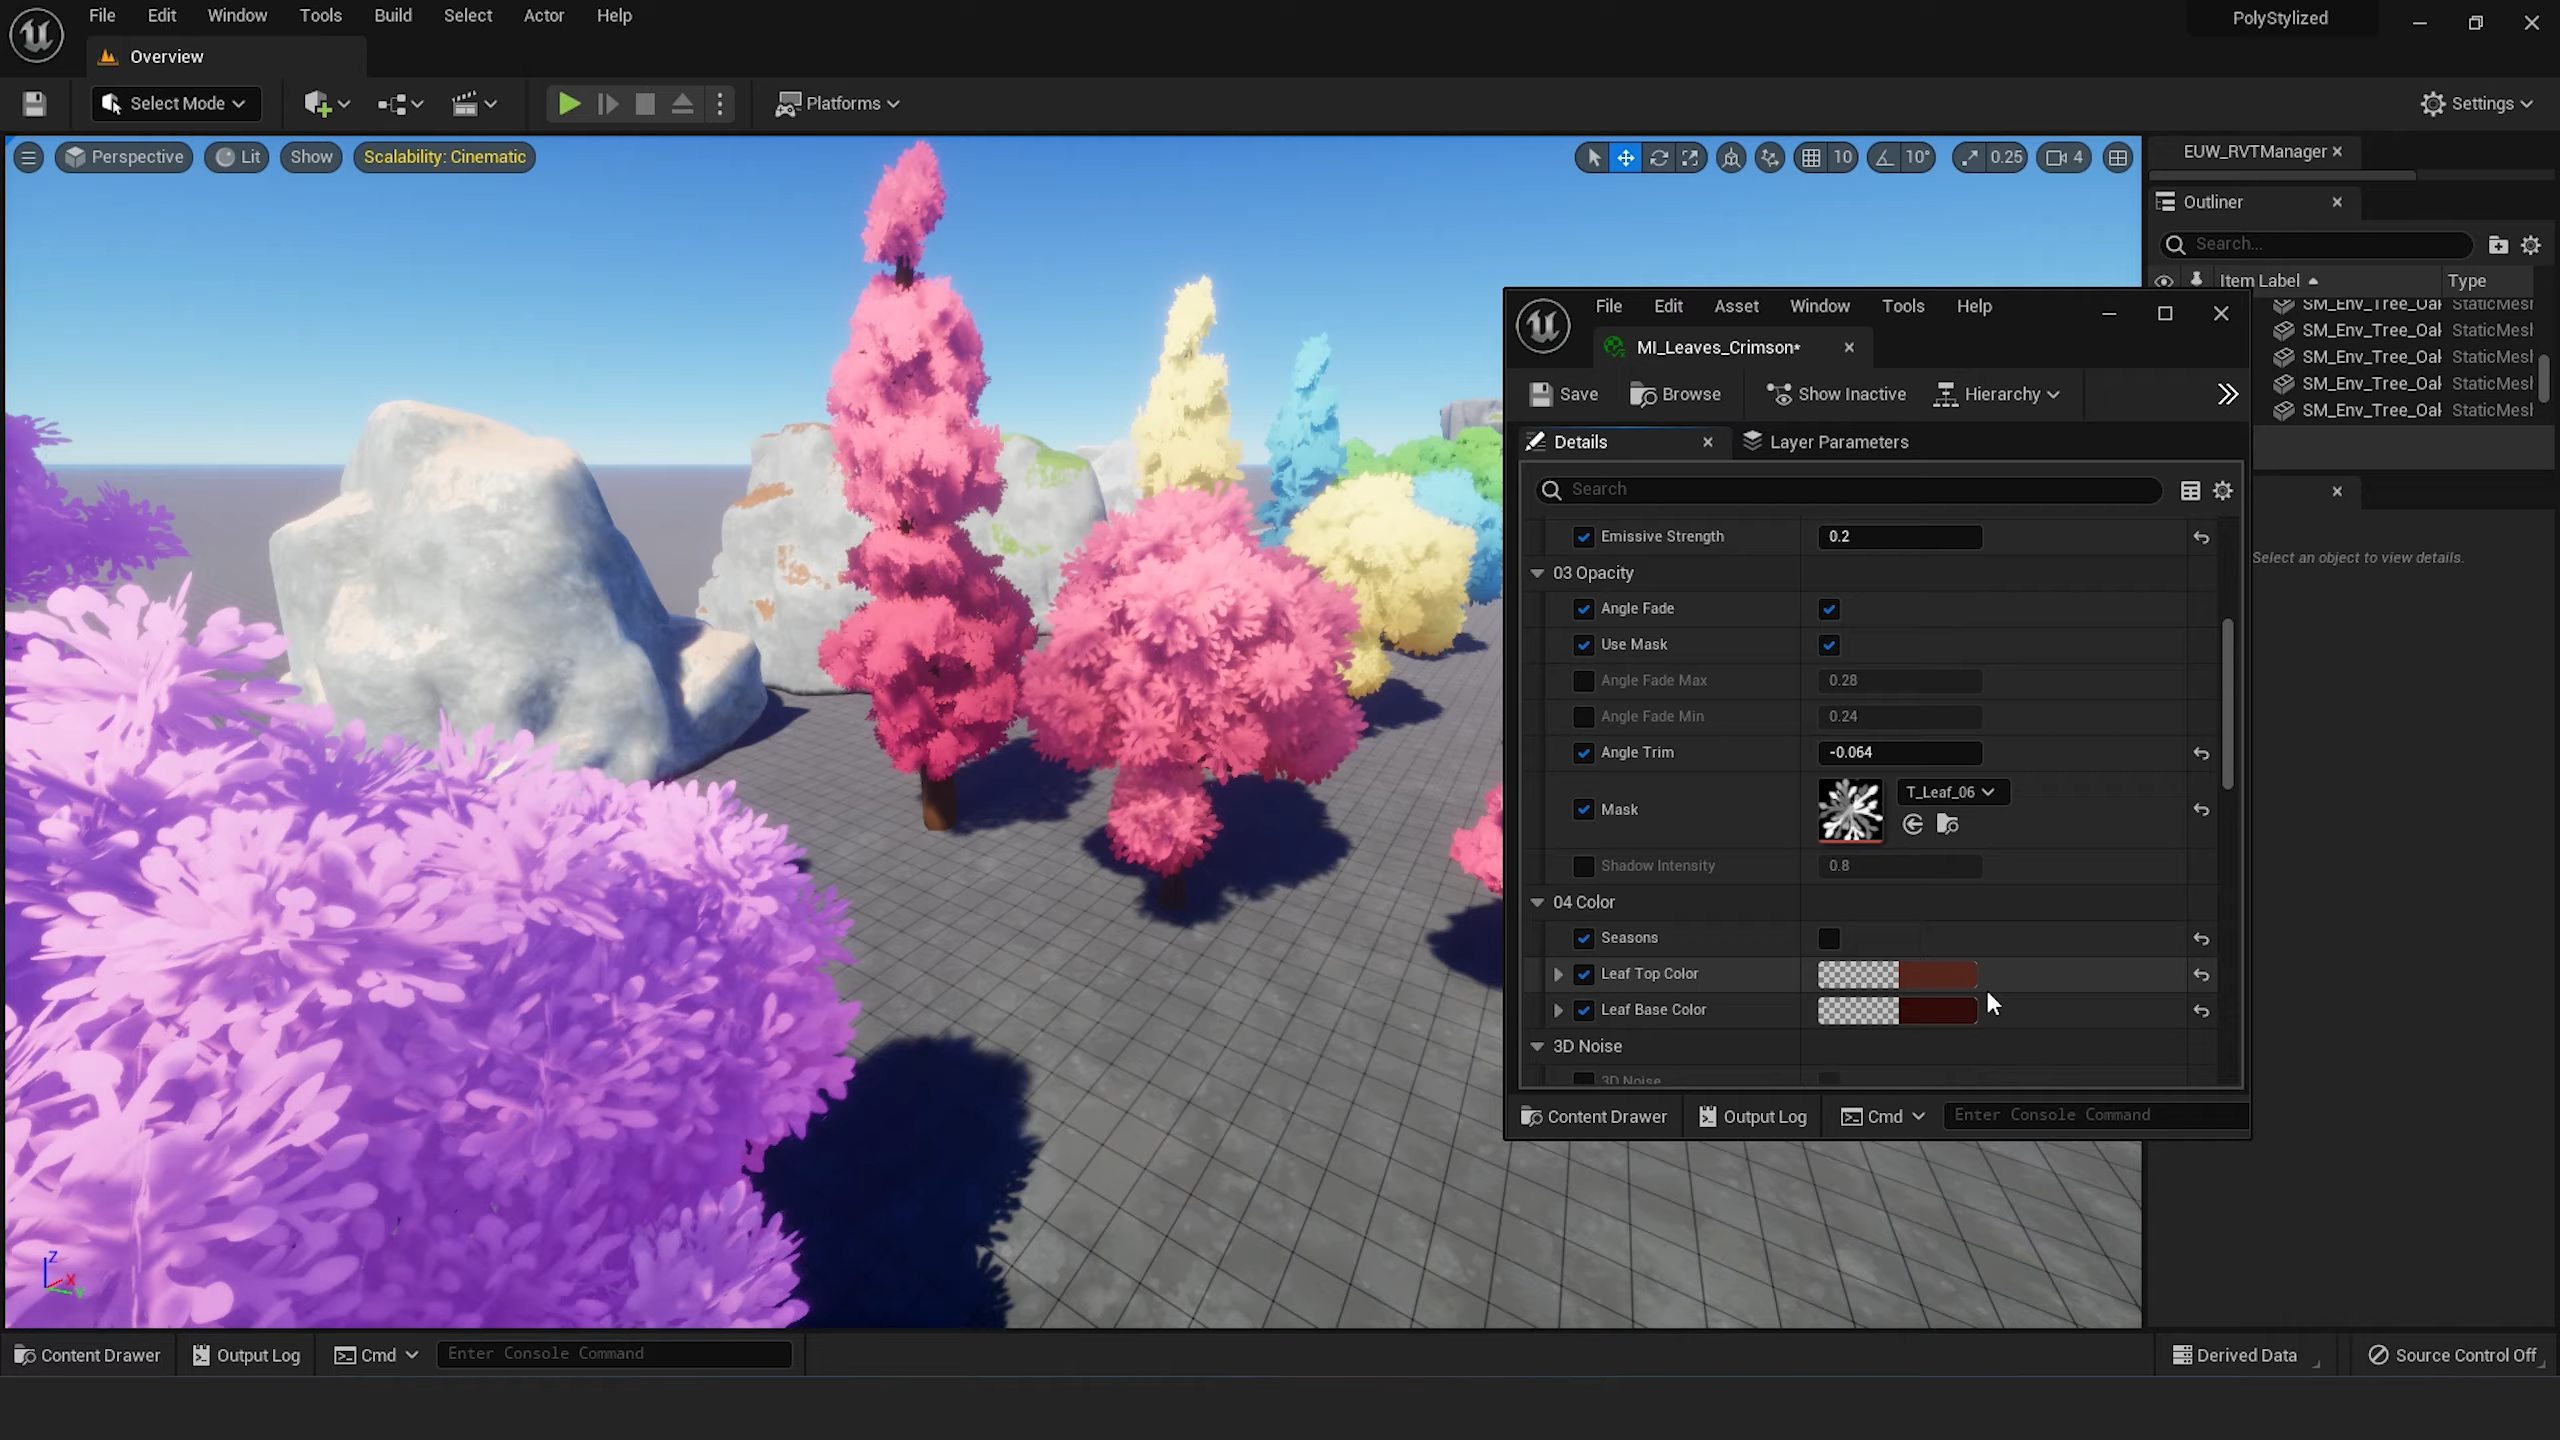 File Edit Window Tools Build Select Actor Help
PolyStylized
Overview
Select Mode
Platforms
Settings
Perspective Lit Show Scalability: Cinematic
10 10° 0.25 4
EUW_RVTManager
Outliner
Search...
Item Label Type
SM_Env_Tree_Oal StaticMesl
SM_Env_Tree_Oal StaticMesl
SM_Env_Tree_Oal StaticMesl
SM_Env_Tree_Oal StaticMesl
SM_Env_Tree_Oal StaticMesl
Select an object to view details.
File Edit Asset Window Tools Help
MI_Leaves_Crimson*
Save Browse Show Inactive Hierarchy
Details Layer Parameters
Search
Emissive Strength 0.2
03 Opacity
Angle Fade
Use Mask
Angle Fade Max 0.28
Angle Fade Min 0.24
Angle Trim -0.064
Mask T_Leaf_06
Shadow Intensity 0.8
04 Color
Seasons
Leaf Top Color
Leaf Base Color
3D Noise
3D Noise
Content Drawer Output Log Cmd Enter Console Command
Z X Y
Content Drawer Output Log Cmd Enter Console Command
Derived Data Source Control Off